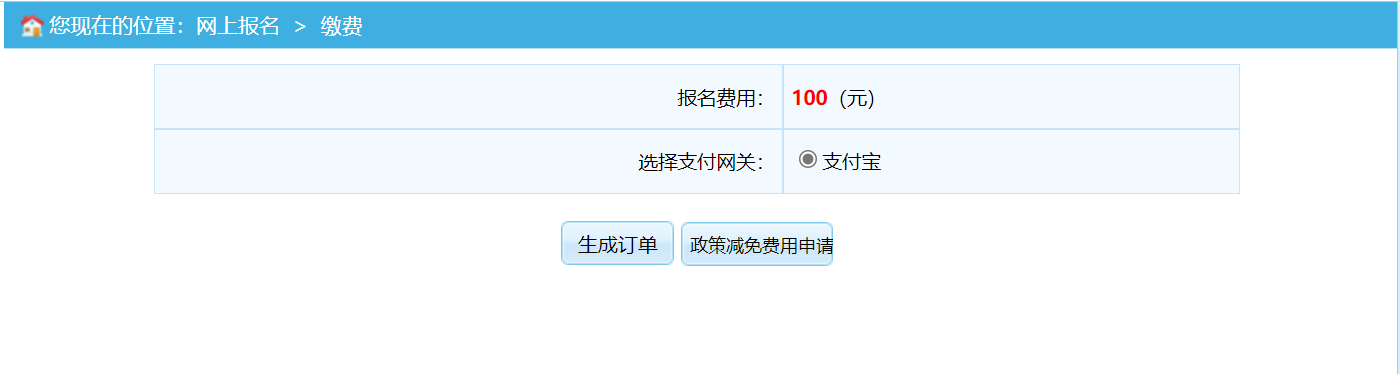 您现在的位置：网上报名 > 缴费
报名费用： 100（元）
选择支付网关： 支付宝
生成订单 政策减免费用申请